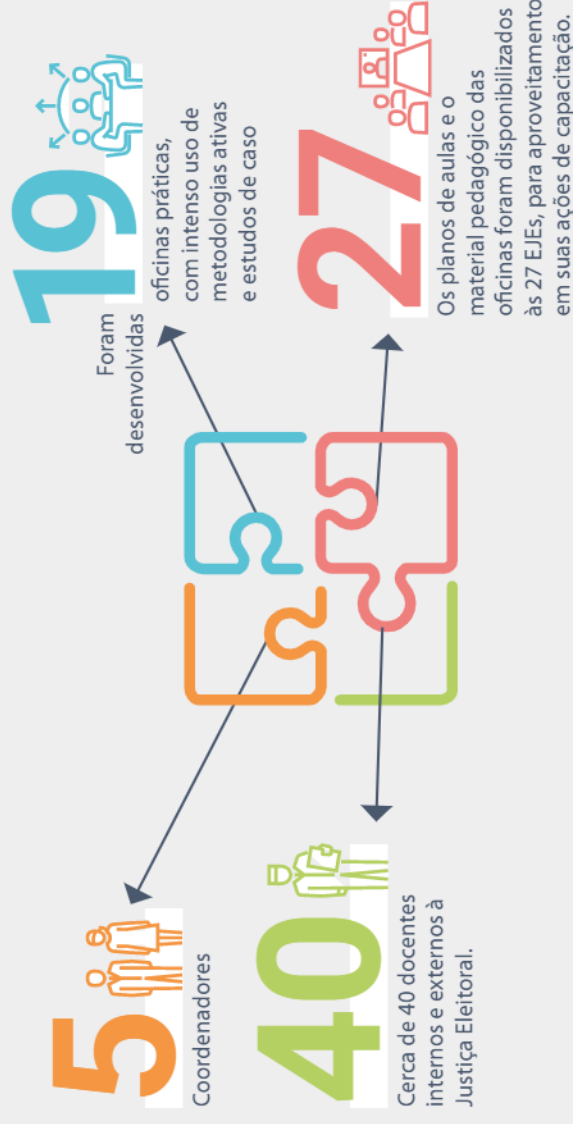 5
Coordenadores
Foram
desenvolvidas
19
oficinas práticas,
com intenso uso de
metodologias ativas
e estudos de caso
40
Cerca de 40 docentes
internos e externos à
Justiça Eleitoral.
27
Os planos de aulas e o
material pedagógico das
oficinas foram disponibilizados
às 27 EJEs, para aproveitamento
em suas ações de capacitação.